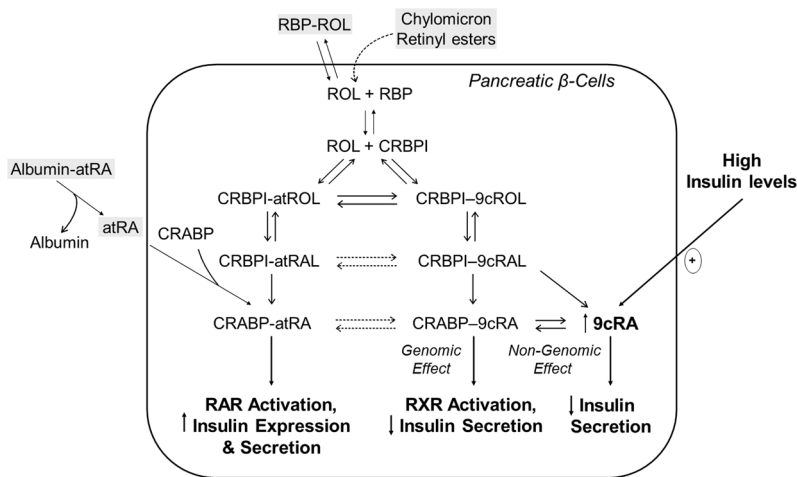 RBP-ROL
Chylomicron
Retinyl esters
Pancreatic β-Cells
ROL + RBP
ROL + CRBPI
Albumin-atRA
High
Insulin levels
CRBPI-atROL
CRBPI–9cROL
atRA
Albumin
CRABP
CRBPI-atRAL
CRBPI–9cRAL
+
CRABP-atRA
CRABP–9cRA
↑ 9cRA
Genomic
Effect
Non-Genomic
Effect
RAR Activation,
↑ Insulin Expression
& Secretion
RXR Activation,
↓ Insulin Secretion
↓ Insulin
Secretion